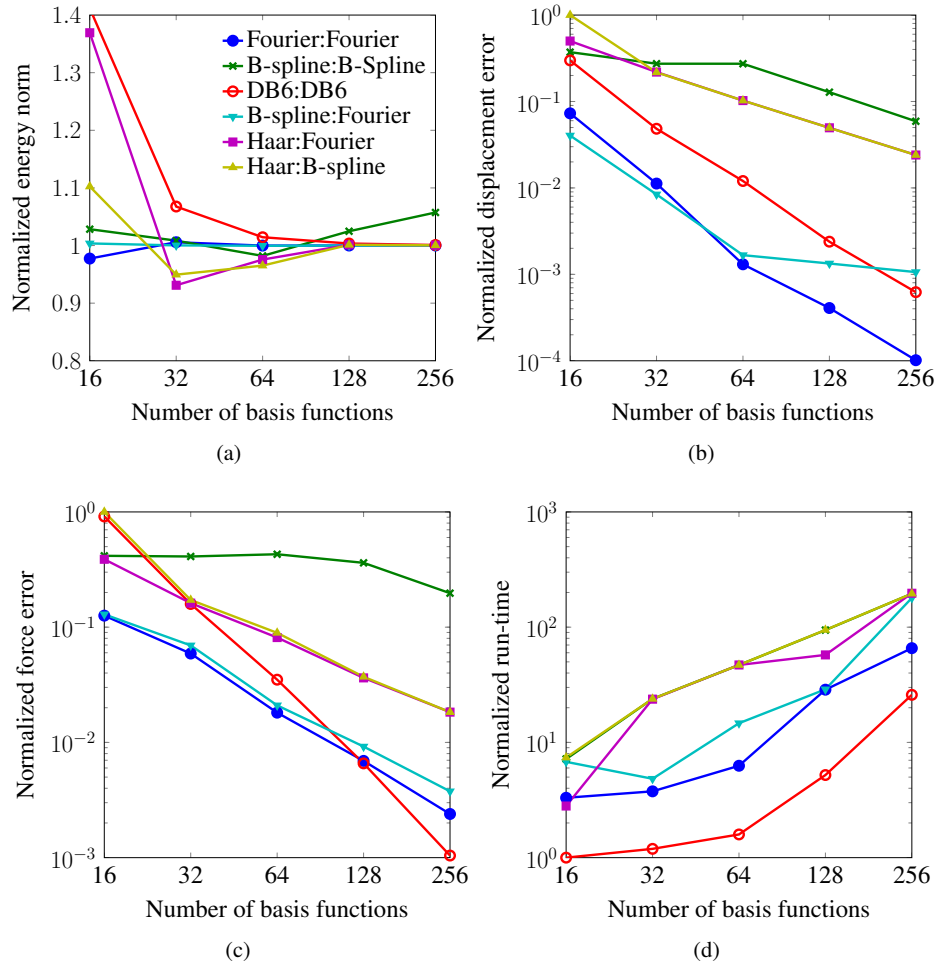 1.4
1.3
1.2
1.1
1
0.9
0.8
Normalized energy norm
Fourier:Fourier
B-spline:B-Spline
DB6:DB6
B-spline:Fourier
Haar:Fourier
Haar:B-spline
16 32 64 128 256
Number of basis functions
(a)
10^0
10^-1
10^-2
10^-3
10^-4
Normalized displacement error
16 32 64 128 256
Number of basis functions
(b)
10^0
10^-1
10^-2
10^-3
Normalized force error
16 32 64 128 256
Number of basis functions
(c)
10^3
10^2
10^1
10^0
Normalized run-time
16 32 64 128 256
Number of basis functions
(d)